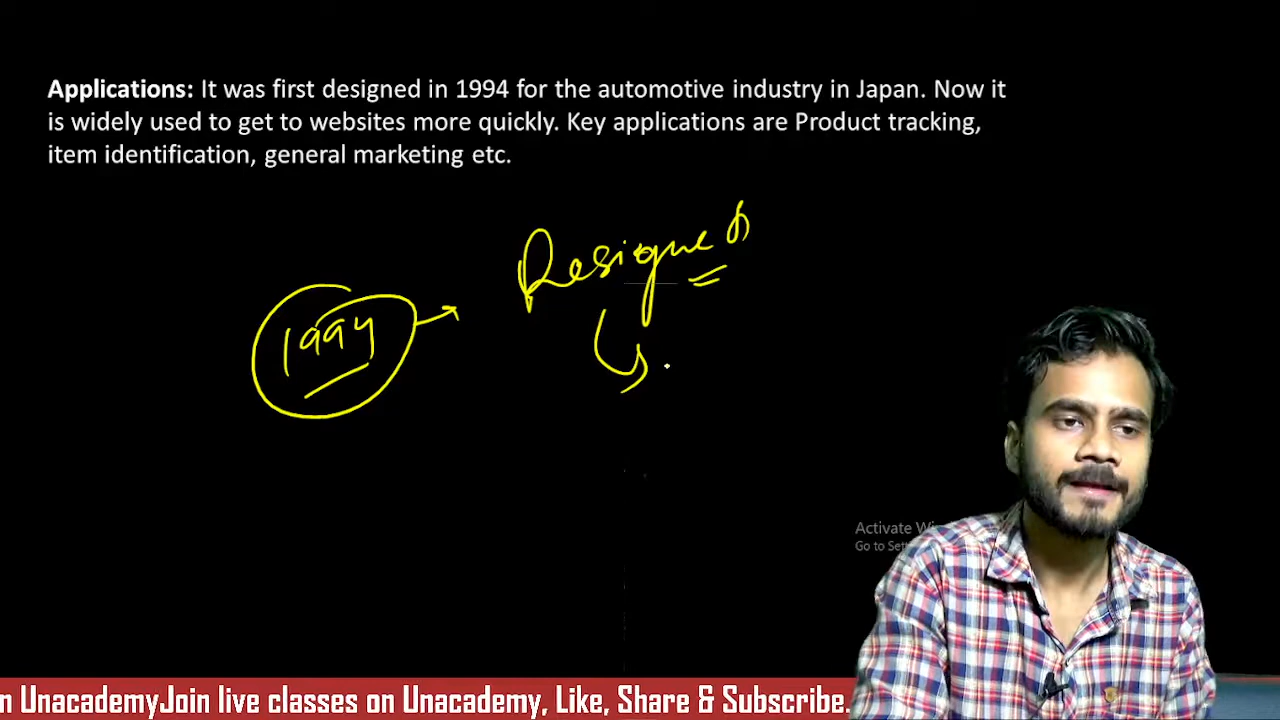 Applications: It was first designed in 1994 for the automotive industry in Japan. Now it
is widely used to get to websites more quickly. Key applications are Product tracking,
item identification, general marketing etc.
Designed
1994
Activate Wi
Go to Sett
n UnacademyJoin live classes on Unacademy, Like, Share & Subscribe.